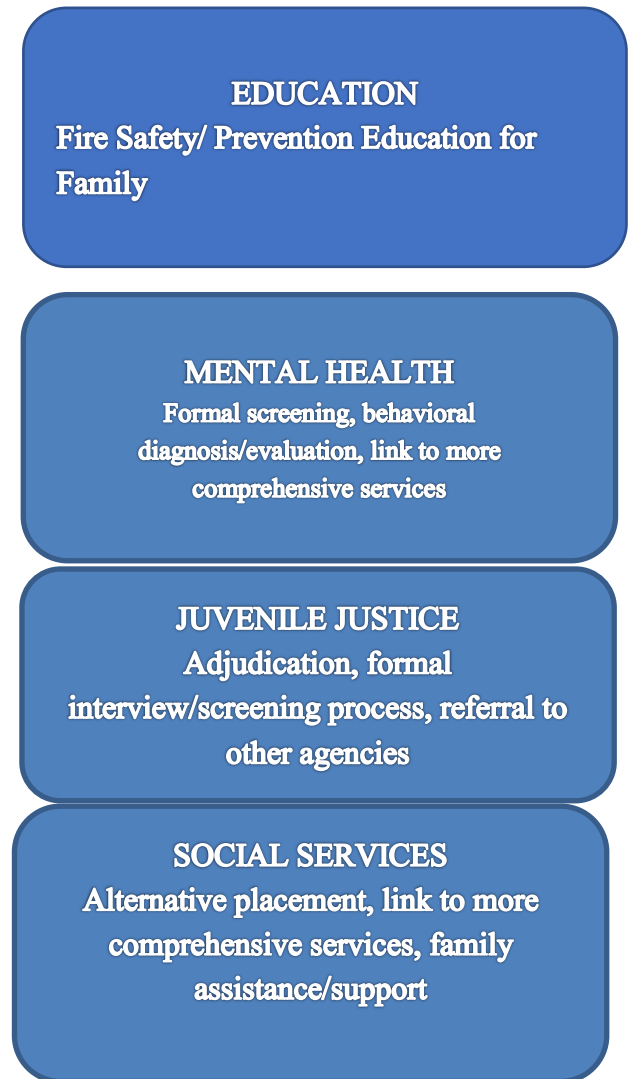 EDUCATION
Fire Safety/ Prevention Education for
Family
MENTAL HEALTH
Formal screening, behavioral
diagnosis/evaluation, link to more
comprehensive services
JUVENILE JUSTICE
Adjudication, formal
interview/screening process, referral to
other agencies
SOCIAL SERVICES
Alternative placement, link to more
comprehensive services, family
assistance/support